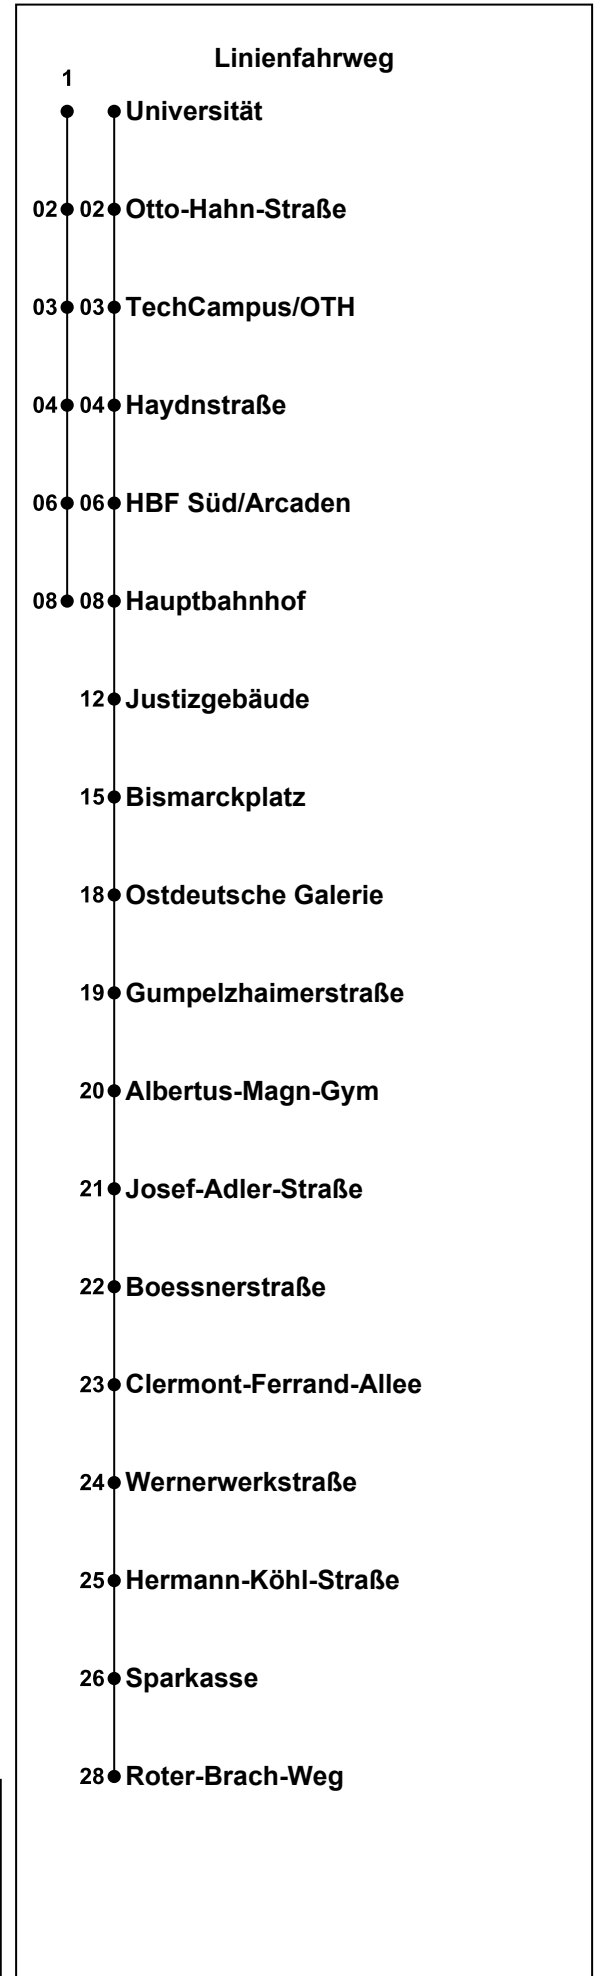 Linienfahrweg
1
Universität
02 02 Otto-Hahn-Straße
03 03 TechCampus/OTH
04 04 Haydnstraße
06 06 HBF Süd/Arcaden
08 08 Hauptbahnhof
12 Justizgebäude
15 Bismarckplatz
18 Ostdeutsche Galerie
19 Gumpelzhaimerstraße
20 Albertus-Magn-Gym
21 Josef-Adler-Straße
22 Boessnerstraße
23 Clermont-Ferrand-Allee
24 Wernerwerkstraße
25 Hermann-Köhl-Straße
26 Sparkasse
28 Roter-Brach-Weg